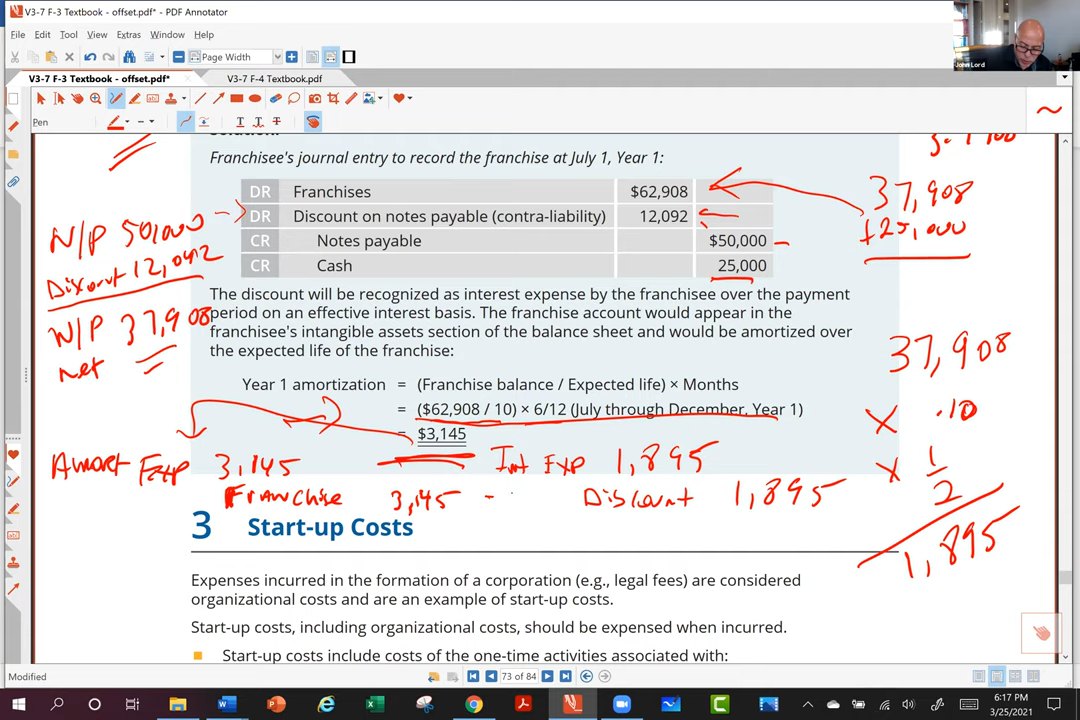 V3-7 F-3 Textbook - offset.pdf* - PDF Annotator
File Edit Tool View Extras Window Help
Page Width
V3-7 F-3 Textbook - offset.pdf* V3-7 F-4 Textbook.pdf
John Lord
Pen
Franchisee's journal entry to record the franchise at July 1, Year 1:
DR Franchises $62,908
DR Discount on notes payable (contra-liability) 12,092
CR Notes payable $50,000
CR Cash 25,000
37,908
+25,000
N/P 50,000
Discount 12,092
N/P 37,908
net
The discount will be recognized as interest expense by the franchisee over the payment
period on an effective interest basis. The franchise account would appear in the
franchisee's intangible assets section of the balance sheet and would be amortized over
the expected life of the franchise:
Year 1 amortization = (Franchise balance / Expected life) × Months
= ($62,908 / 10) × 6/12 (July through December, Year 1)
= $3,145
37,908
X .10
X 1/2
1,895
Amort Exp 3,145 Int Exp 1,895
Franchise 3,145 Discount 1,895
3 Start-up Costs
Expenses incurred in the formation of a corporation (e.g., legal fees) are considered
organizational costs and are an example of start-up costs.
Start-up costs, including organizational costs, should be expensed when incurred.
Start-up costs include costs of the one-time activities associated with:
Modified 73 of 84
6:17 PM
3/25/2021